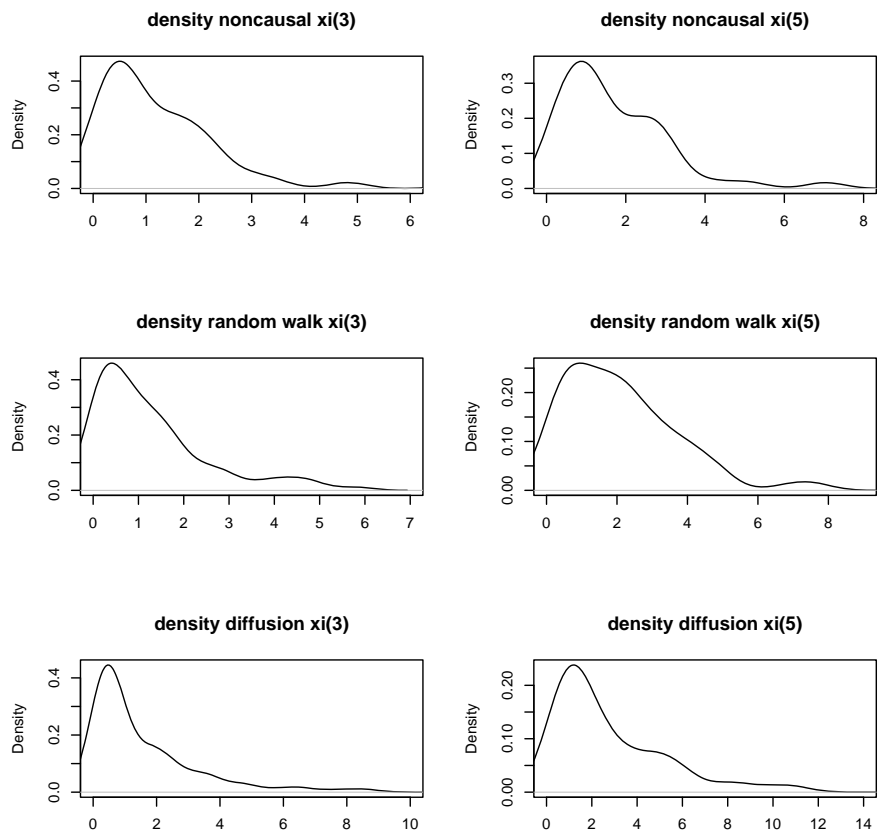 density noncausal xi(3)
Density
0.0 0.2 0.4
0 1 2 3 4 5 6
density noncausal xi(5)
Density
0.0 0.1 0.2 0.3
0 2 4 6 8
density random walk xi(3)
Density
0.0 0.2 0.4
0 1 2 3 4 5 6 7
density random walk xi(5)
Density
0.00 0.10 0.20
0 2 4 6 8
density diffusion xi(3)
Density
0.0 0.2 0.4
0 2 4 6 8 10
density diffusion xi(5)
Density
0.00 0.10 0.20
0 2 4 6 8 10 12 14